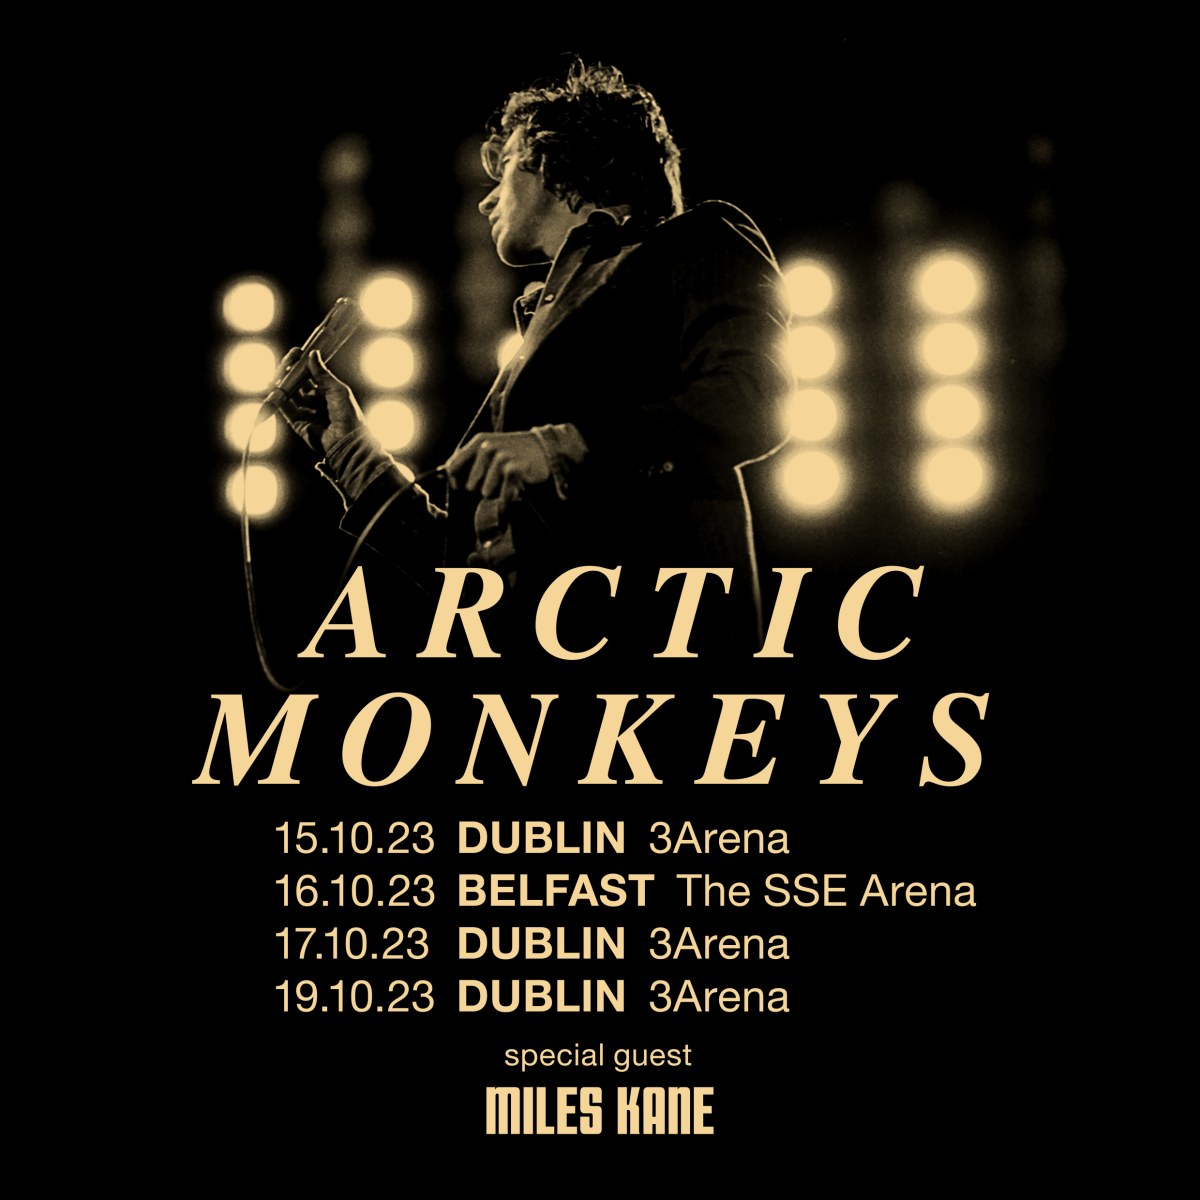 ARCTIC
MONKEYS
15.10.23 DUBLIN 3Arena
16.10.23 BELFAST The SSE Arena
17.10.23 DUBLIN 3Arena
19.10.23 DUBLIN 3Arena
special guest
MILES KANE